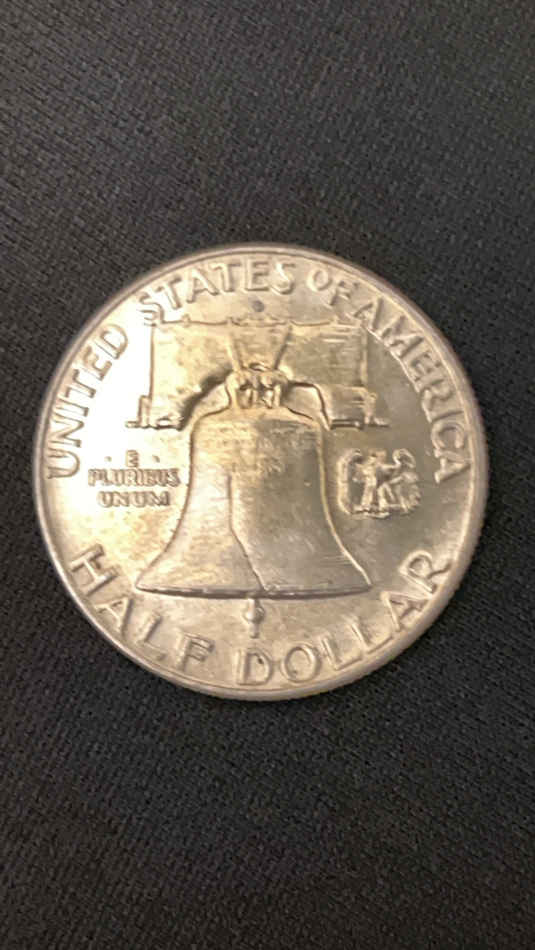 UNITED STATES OF AMERICA
E
PLURIBUS
UNUM
HALF DOLLAR